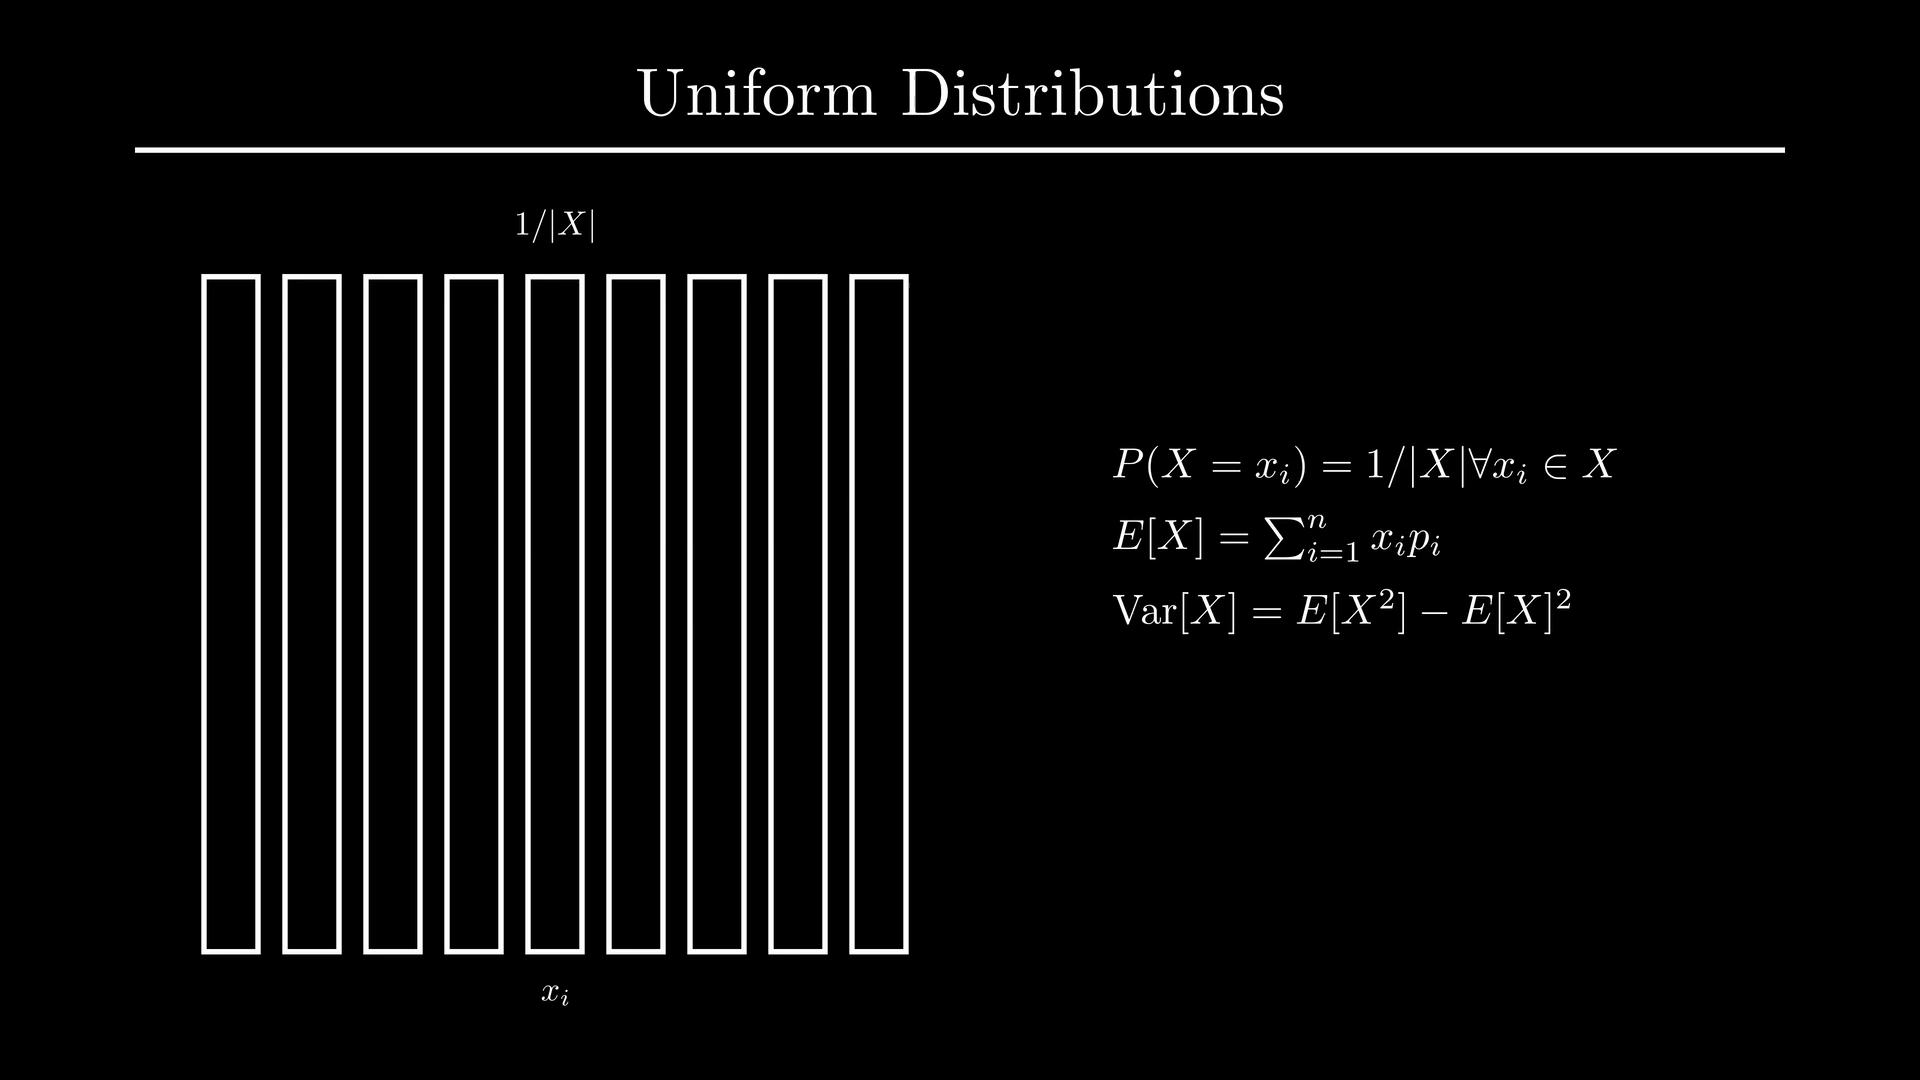 Uniform Distributions
1/|X|
x_i
P(X = x_i) = 1/|X|∀x_i ∈ X
E[X] = ∑_{i=1}^{n} x_i p_i
Var[X] = E[X^2] − E[X]^2